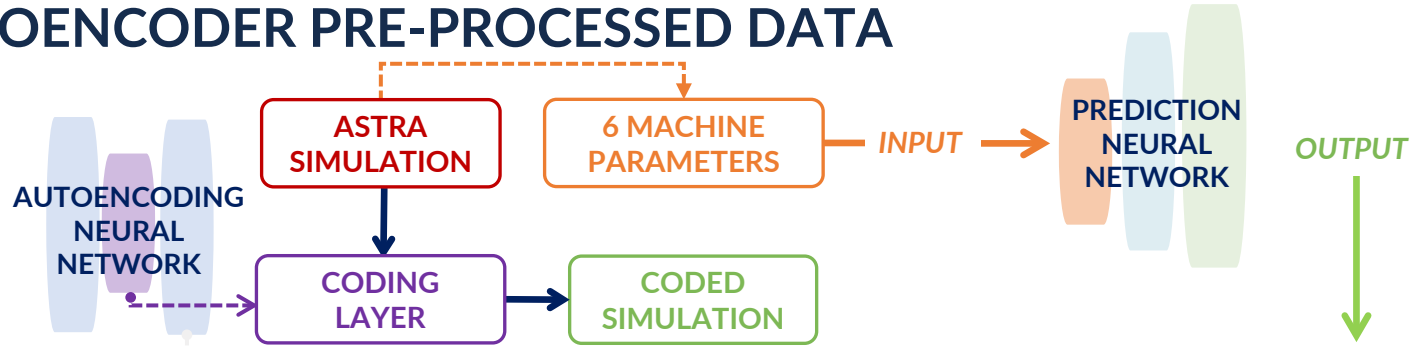 OENCODER PRE-PROCESSED DATA
ASTRA
SIMULATION
6 MACHINE
PARAMETERS
INPUT
PREDICTION
NEURAL
NETWORK
OUTPUT
AUTOENCODING
NEURAL
NETWORK
CODING
LAYER
CODED
SIMULATION